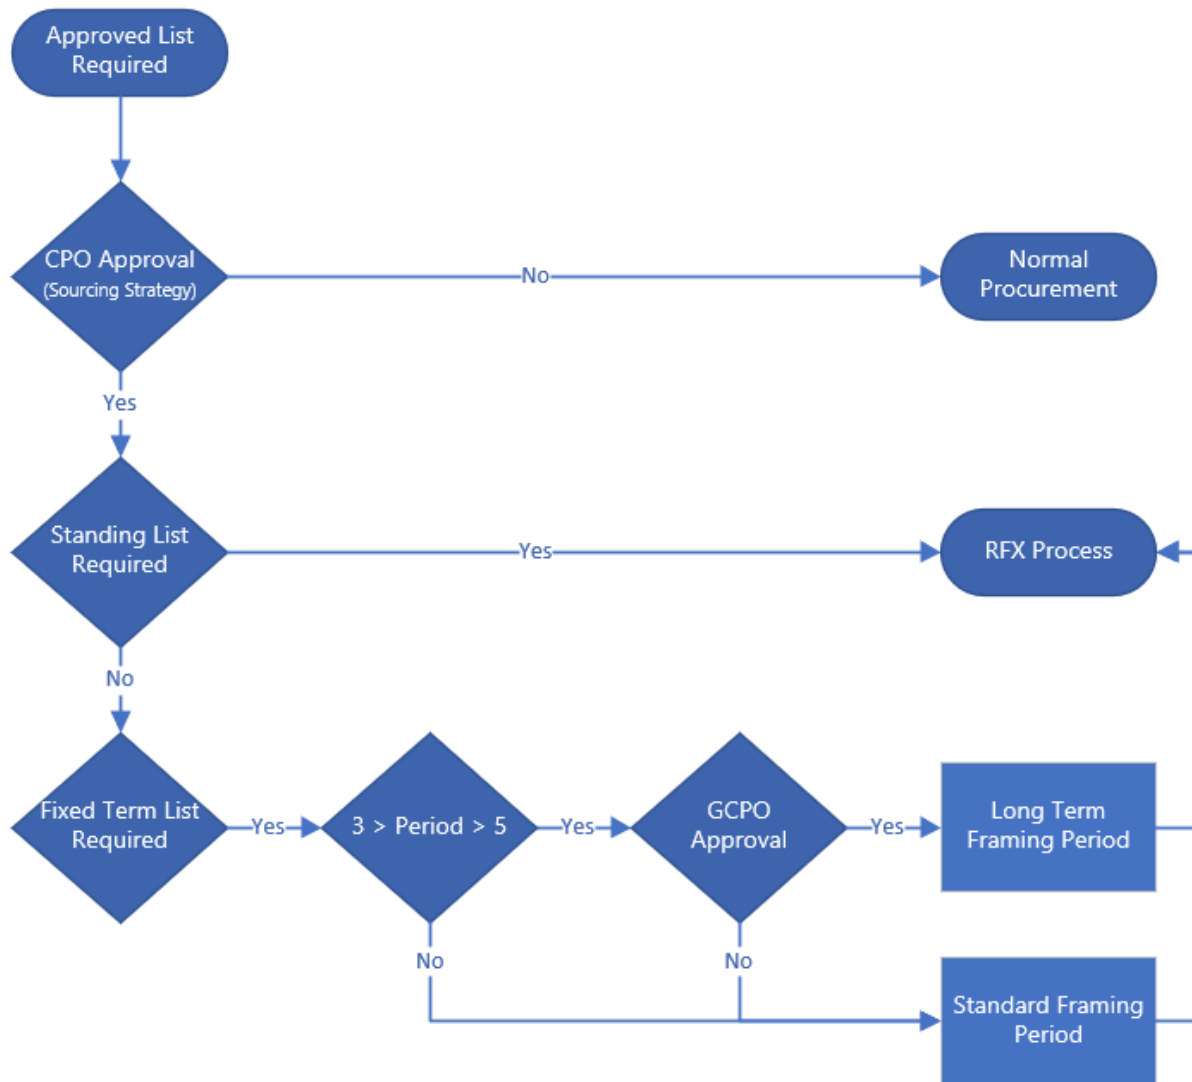 Approved List
Required
CPO Approval
(Sourcing Strategy)
No
Normal
Procurement
Yes
Standing List
Required
Yes
RFX Process
No
Fixed Term List
Required
Yes
3 > Period > 5
Yes
GCPO
Approval
Yes
Long Term
Framing Period
No
No
Standard Framing
Period